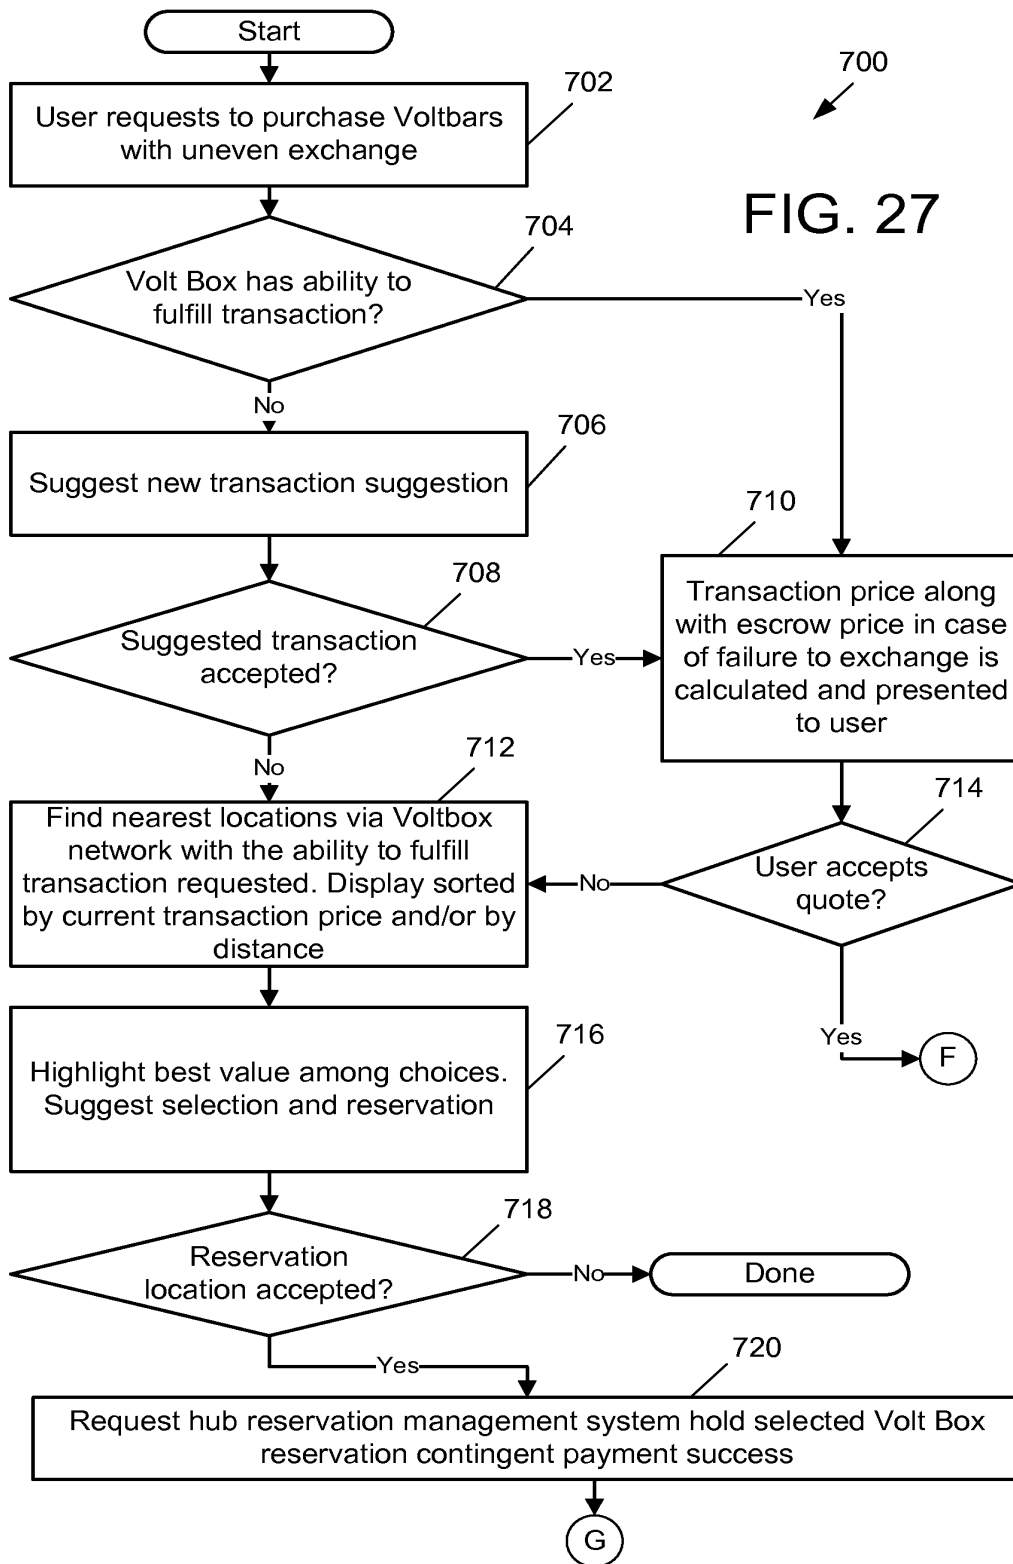 Start
700
702
User requests to purchase Voltbars
with uneven exchange
FIG. 27
704
Volt Box has ability to
fulfill transaction?
Yes
No
706
Suggest new transaction suggestion
710
708
Suggested transaction
accepted?
Yes
Transaction price along
with escrow price in case
of failure to exchange is
calculated and presented
to user
No
712
714
Find nearest locations via Voltbox
network with the ability to fulfill
transaction requested. Display sorted
by current transaction price and/or by
distance
No
User accepts
quote?
716
Yes
F
Highlight best value among choices.
Suggest selection and reservation
718
Reservation
location accepted?
No
Done
Yes
720
Request hub reservation management system hold selected Volt Box
reservation contingent payment success
G